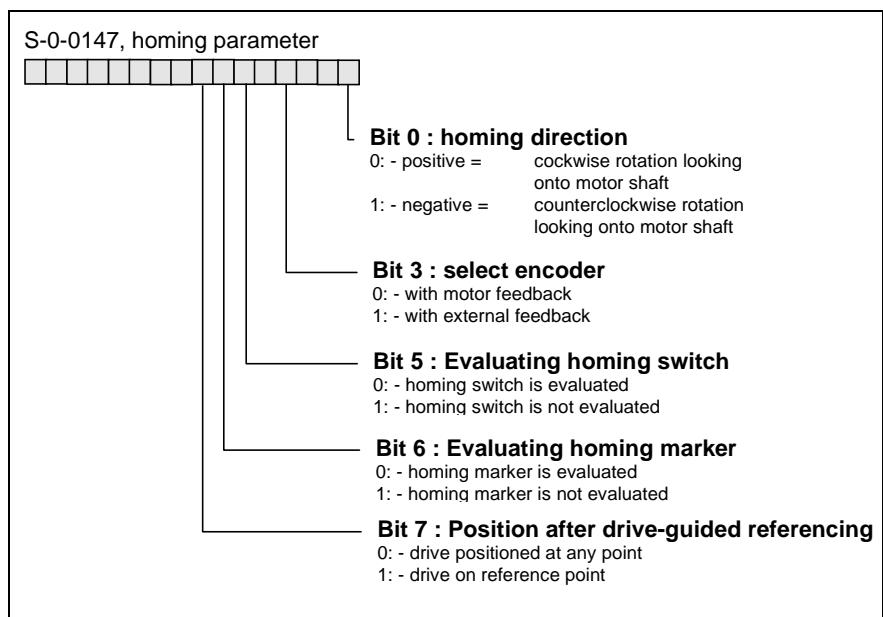 S-0-0147, homing parameter
Bit 0 : homing direction
0: - positive = cockwise rotation looking
onto motor shaft
1: - negative = counterclockwise rotation
looking onto motor shaft
Bit 3 : select encoder
0: - with motor feedback
1: - with external feedback
Bit 5 : Evaluating homing switch
0: - homing switch is evaluated
1: - homing switch is not evaluated
Bit 6 : Evaluating homing marker
0: - homing marker is evaluated
1: - homing marker is not evaluated
Bit 7 : Position after drive-guided referencing
0: - drive positioned at any point
1: - drive on reference point